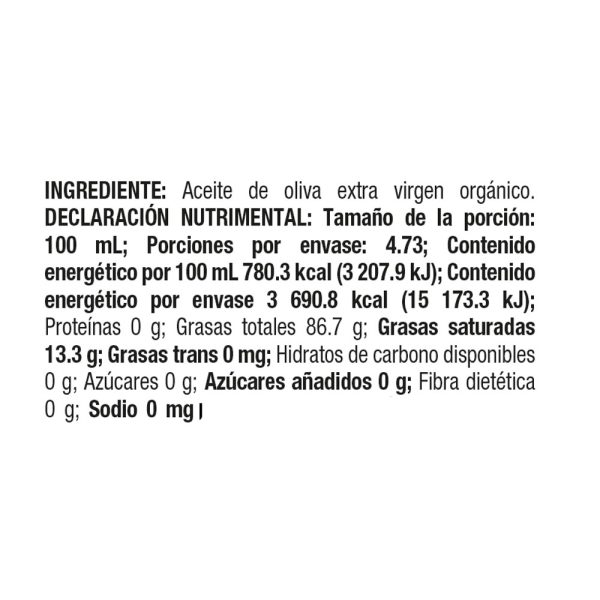 INGREDIENTE: Aceite de oliva extra virgen orgánico.
DECLARACIÓN NUTRIMENTAL: Tamaño de la porción:
100 mL; Porciones por envase: 4.73; Contenido
energético por 100 mL 780.3 kcal (3 207.9 kJ); Contenido
energético por envase 3 690.8 kcal (15 173.3 kJ);
Proteínas 0 g; Grasas totales 86.7 g; Grasas saturadas
13.3 g; Grasas trans 0 mg; Hidratos de carbono disponibles
0 g; Azúcares 0 g; Azúcares añadidos 0 g; Fibra dietética
0 g; Sodio 0 mg